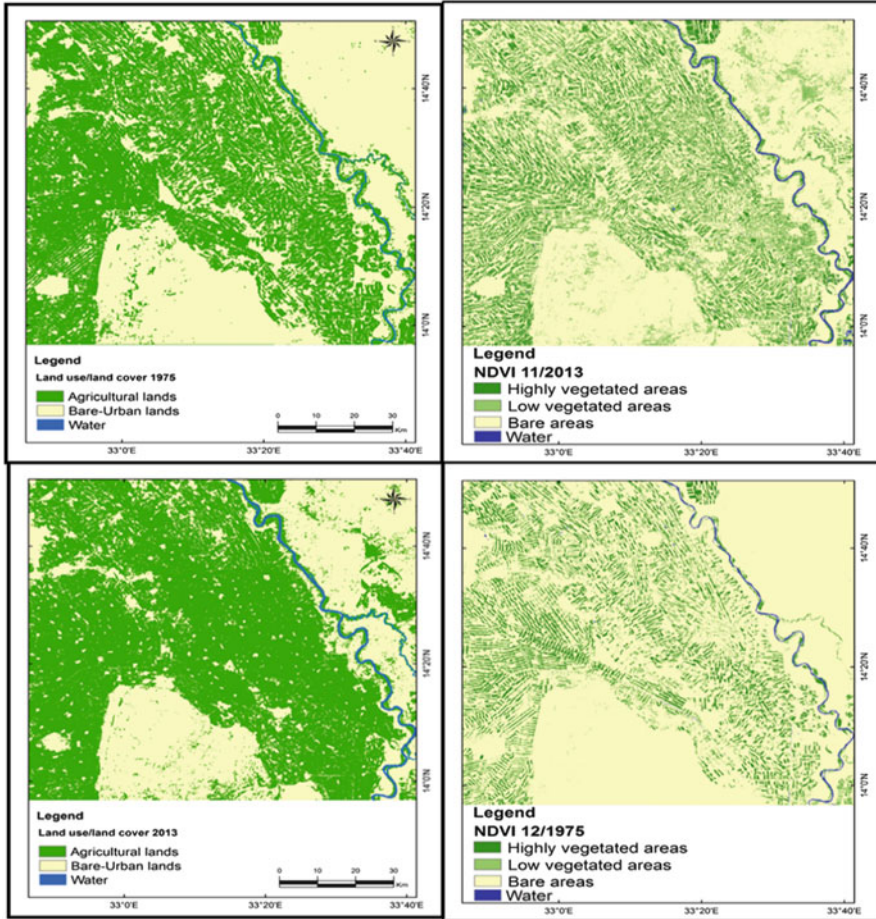 14°40'N
14°20'N
14°0'N
Legend
Land use/land cover 1975
Agricultural lands
Bare-Urban lands
Water
0 10 20 30
Km
33°0'E 33°20'E 33°40'E
14°40'N
14°20'N
14°0'N
Legend
NDVI 11/2013
Highly vegetated areas
Low vegetated areas
Bare areas
Water
33°0'E 33°20'E 33°40'E
14°40'N
14°20'N
14°0'N
Legend
Land use/land cover 2013
Agricultural lands
Bare-Urban lands
Water
0 10 20 30
Km
33°0'E 33°20'E 33°40'E
14°40'N
14°20'N
14°0'N
Legend
NDVI 12/1975
Highly vegetated areas
Low vegetated areas
Bare areas
Water
33°0'E 33°20'E 33°40'E